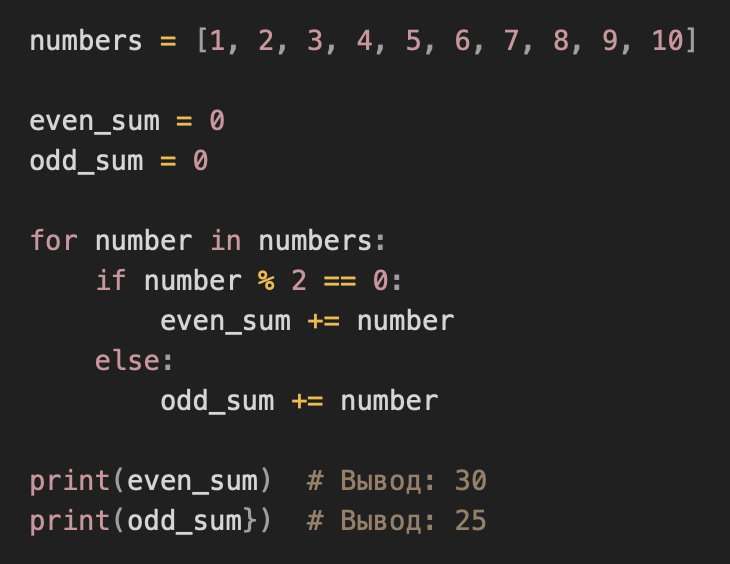 numbers = [1, 2, 3, 4, 5, 6, 7, 8, 9, 10]

even_sum = 0
odd_sum = 0

for number in numbers:
    if number % 2 == 0:
        even_sum += number
    else:
        odd_sum += number

print(even_sum)  # Вывод: 30
print(odd_sum})  # Вывод: 25